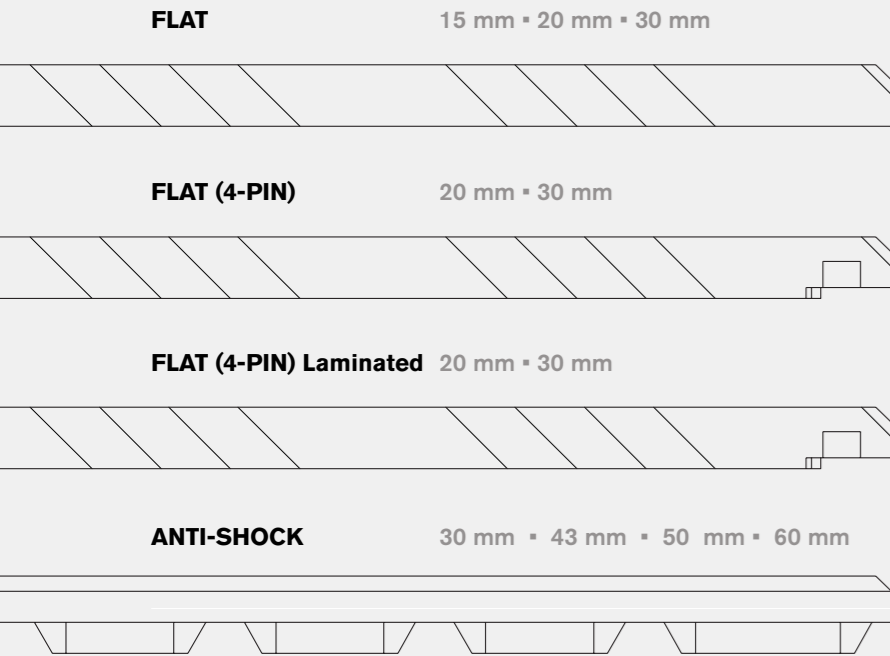 FLAT 15 mm ▪ 20 mm ▪ 30 mm
FLAT (4-PIN) 20 mm ▪ 30 mm
FLAT (4-PIN) Laminated 20 mm ▪ 30 mm
ANTI-SHOCK 30 mm ▪ 43 mm ▪ 50 mm ▪ 60 mm